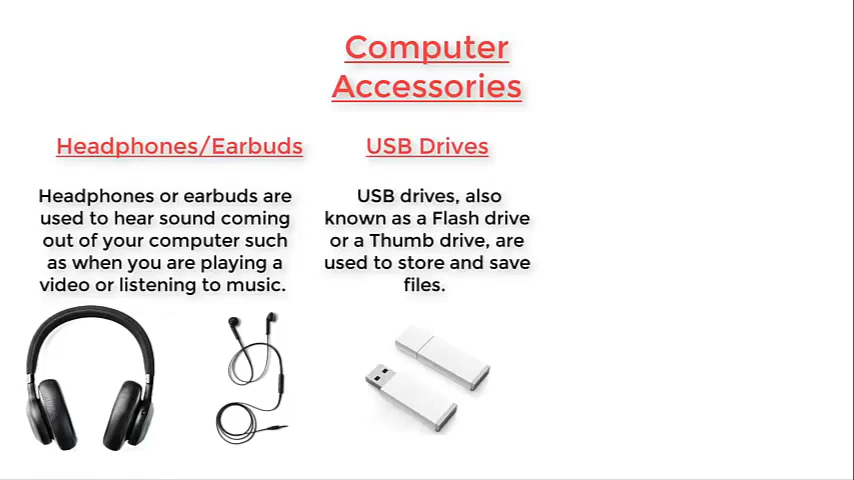 Computer
Accessories
Headphones/Earbuds
Headphones or earbuds are
used to hear sound coming
out of your computer such
as when you are playing a
video or listening to music.
USB Drives
USB drives, also
known as a Flash drive
or a Thumb drive, are
used to store and save
files.